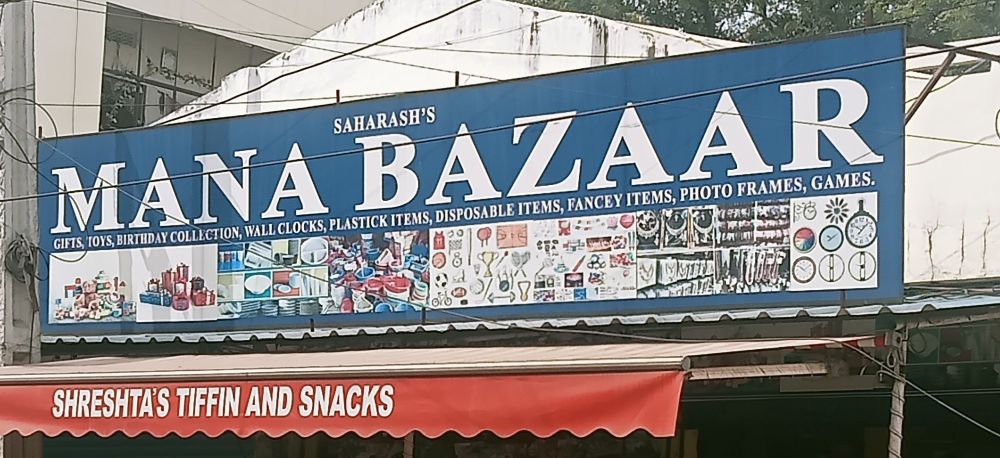 SAHARASH'S
MANA BAZAAR
GIFTS, TOYS, BIRTHDAY COLLECTION, WALL CLOCKS, PLASTICK ITEMS, DISPOSABLE ITEMS, FANCEY ITEMS, PHOTO FRAMES, GAMES.
SHRESHTA'S TIFFIN AND SNACKS